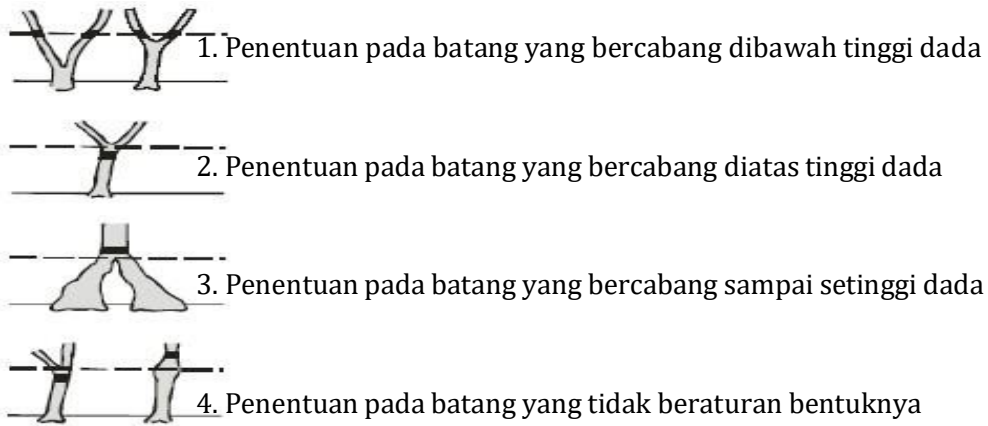 1. Penentuan pada batang yang bercabang dibawah tinggi dada
2. Penentuan pada batang yang bercabang diatas tinggi dada
3. Penentuan pada batang yang bercabang sampai setinggi dada
4. Penentuan pada batang yang tidak beraturan bentuknya